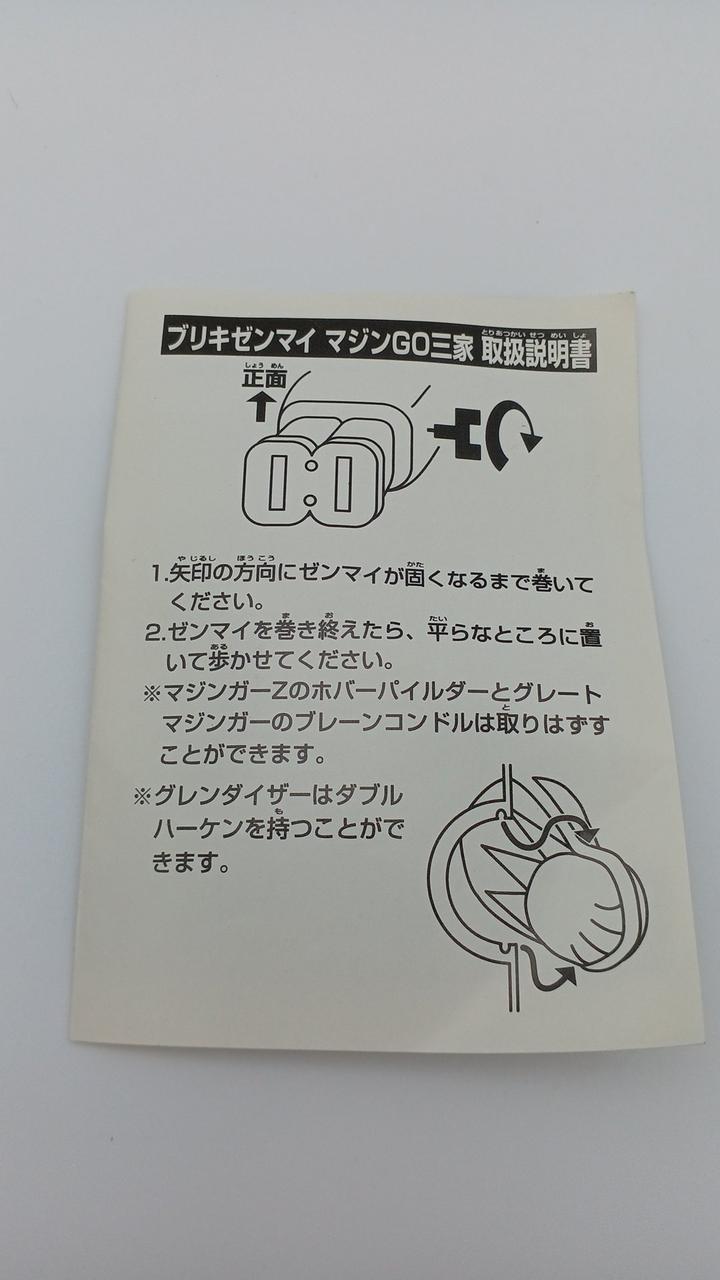 ブリキゼンマイ マジンGO三家 取扱説明書
正面
1.矢印の方向にゼンマイが固くなるまで巻いて
ください。
2.ゼンマイを巻き終えたら、平らなところに置
いて歩かせてください。
※マジンガーZのホバーパイルダーとグレート
マジンガーのブレーンコンドルは取りはずす
ことができます。
※グレンダイザーはダブル
ハーケンを持つことがで
きます。